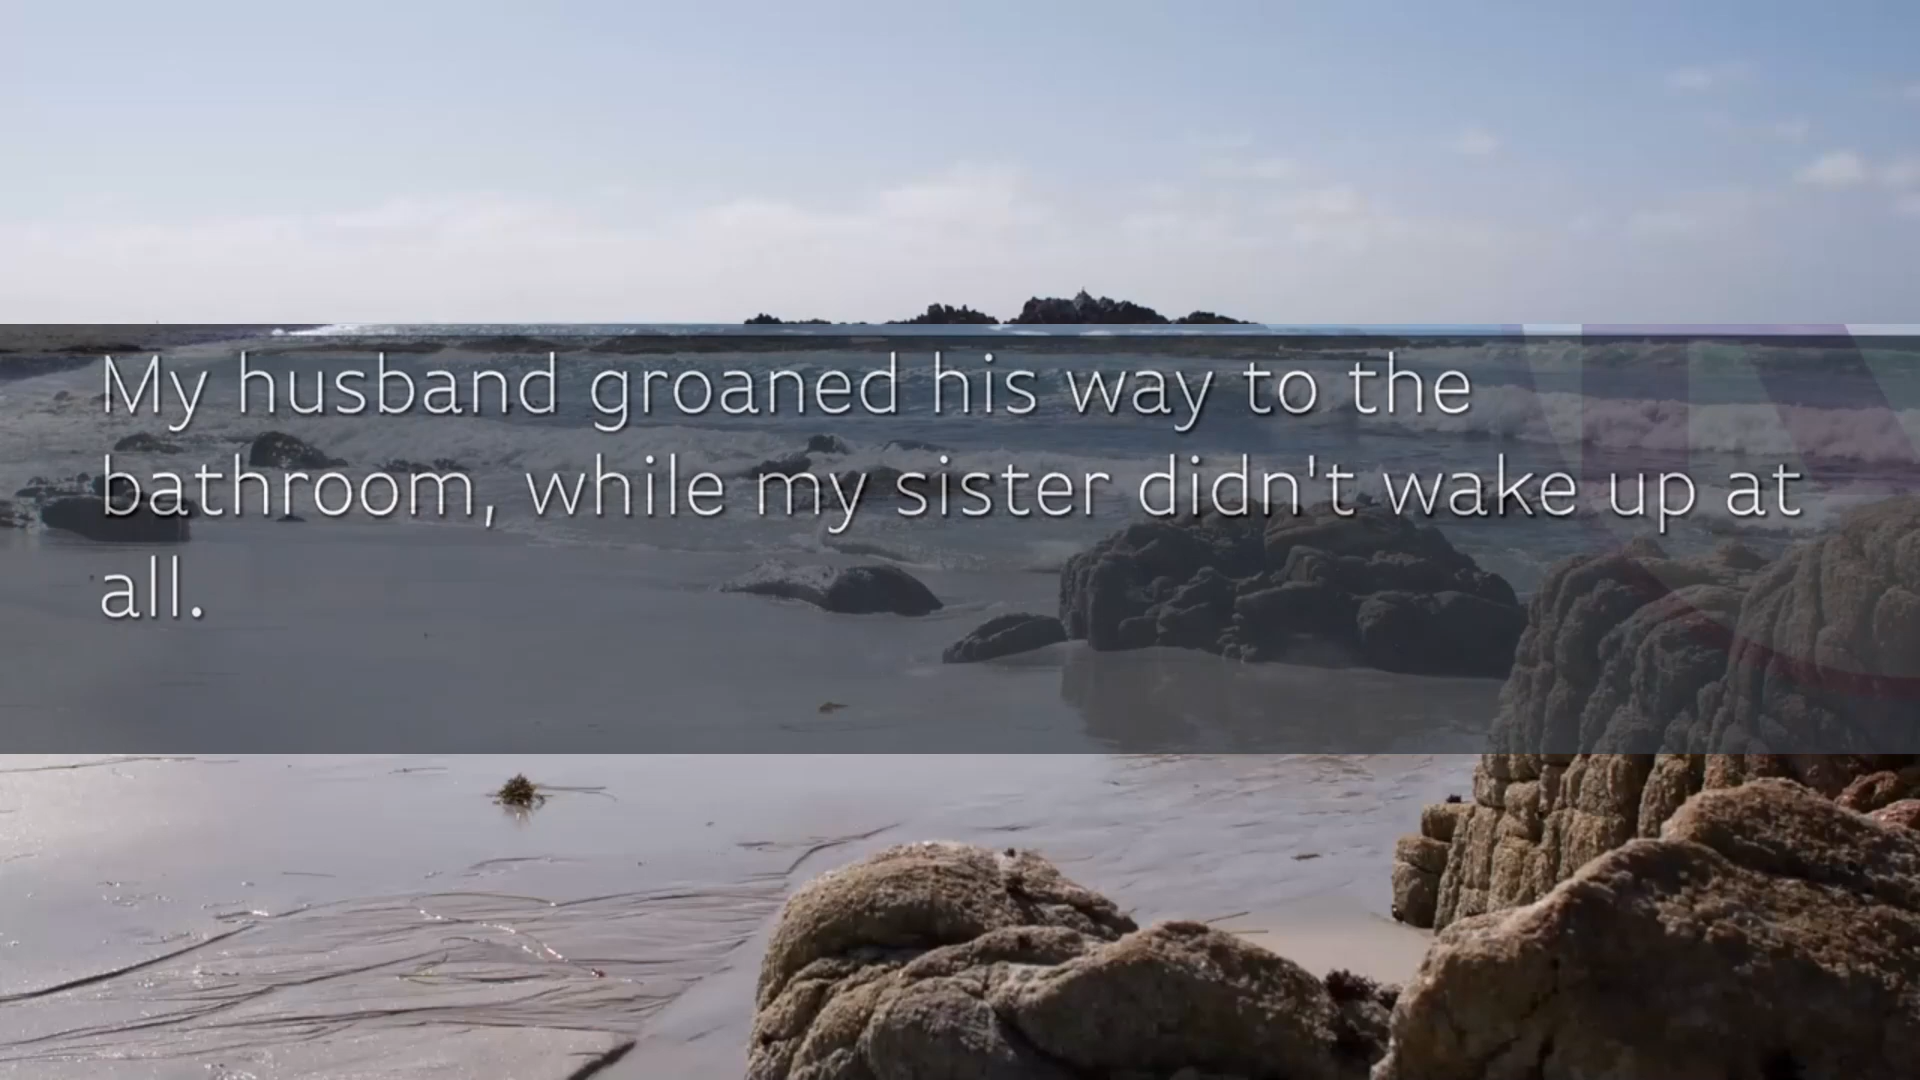 My husband groaned his way to the
bathroom, while my sister didn't wake up at
all.